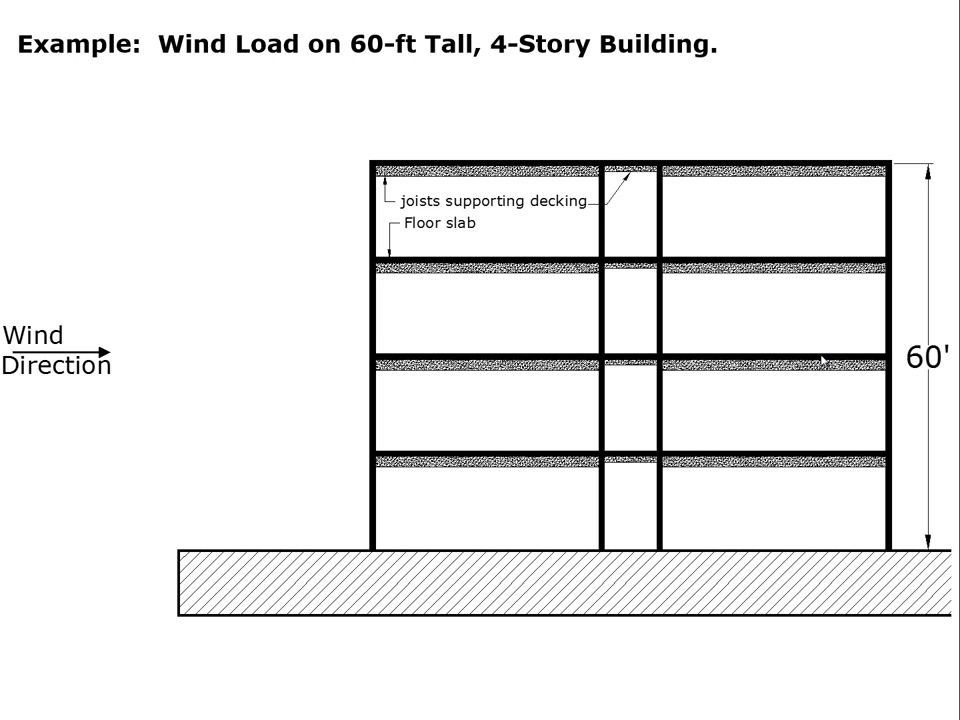 Example:  Wind Load on 60-ft Tall, 4-Story Building.
joists supporting decking
Floor slab
Wind
Direction
60'